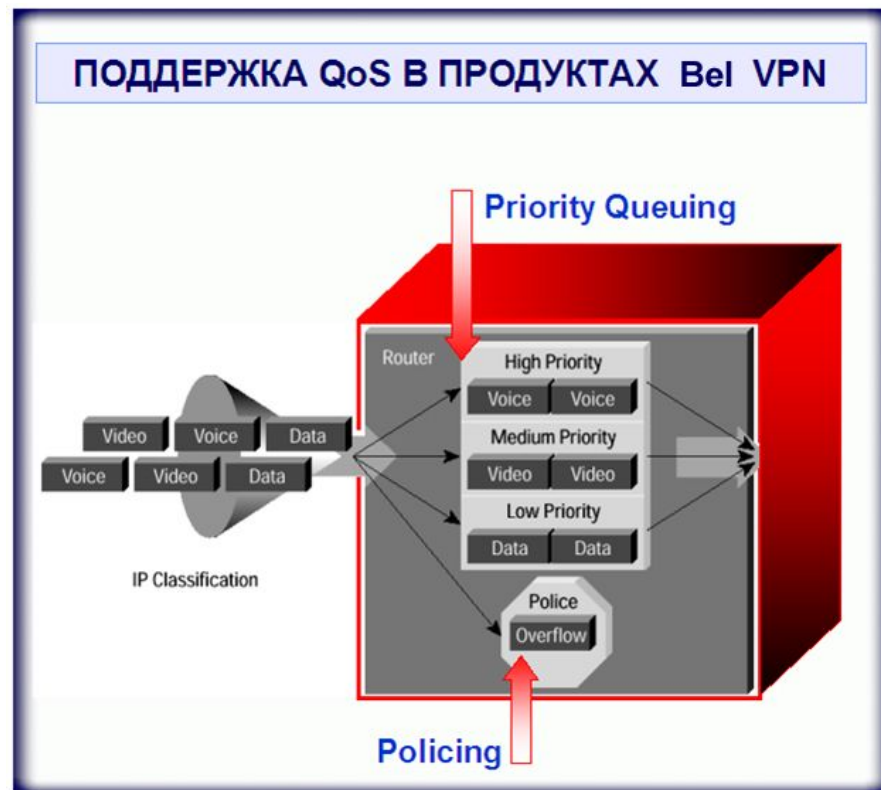 ПОДДЕРЖКА QoS В ПРОДУКТАХ Bel VPN
Priority Queuing
Router
High Priority
Voice Voice
Medium Priority
Video Video
Low Priority
Data Data
Video Voice Data
Voice Video Data
IP Classification
Police
Overflow
Policing